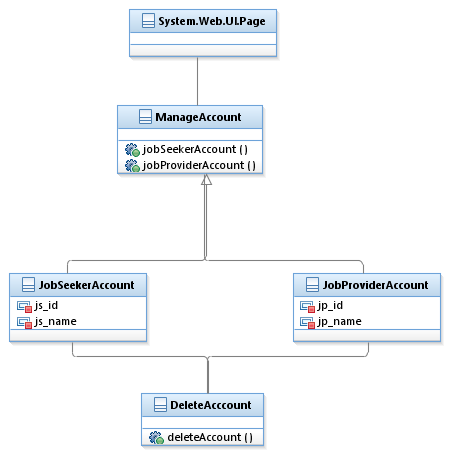 System.Web.UI.Page
ManageAccount
jobSeekerAccount ( )
jobProviderAccount ( )
JobSeekerAccount
js_id
js_name
JobProviderAccount
jp_id
jp_name
DeleteAcccount
deleteAccount ( )